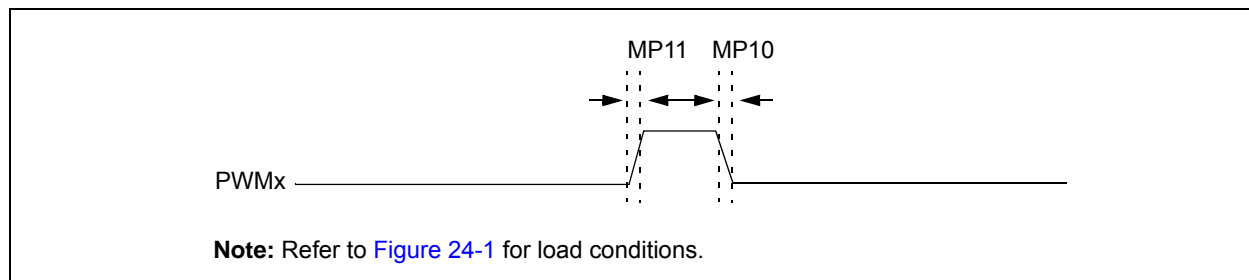 MP11 MP10
PWMx
Note: Refer to Figure 24-1 for load conditions.